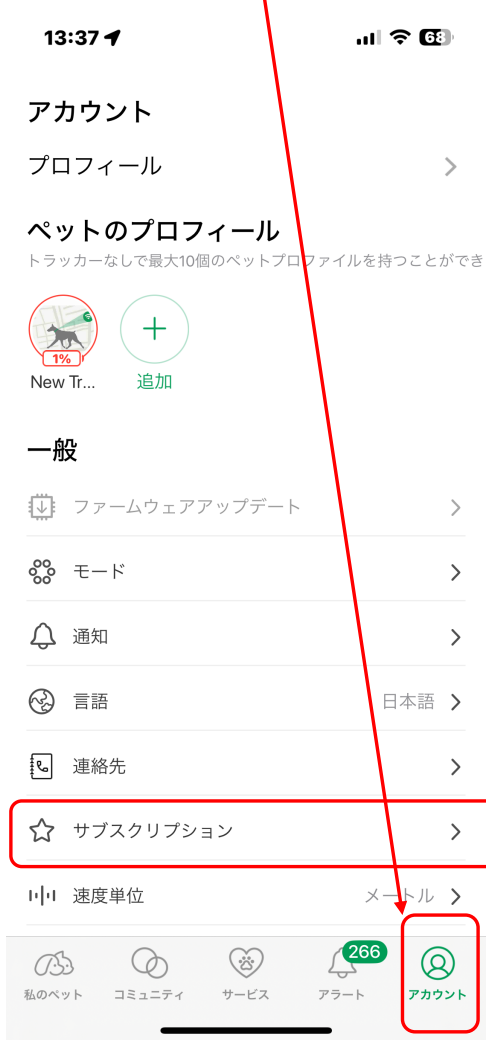 13:37
68
アカウント
プロフィール
ペットのプロフィール
トラッカーなしで最大10個のペットプロファイルを持つことができ
1%
New Tr...
追加
一般
ファームウェアアップデート
モード
通知
言語 日本語
連絡先
サブスクリプション
速度単位 メートル
266
私のペット コミュニティ サービス アラート アカウント